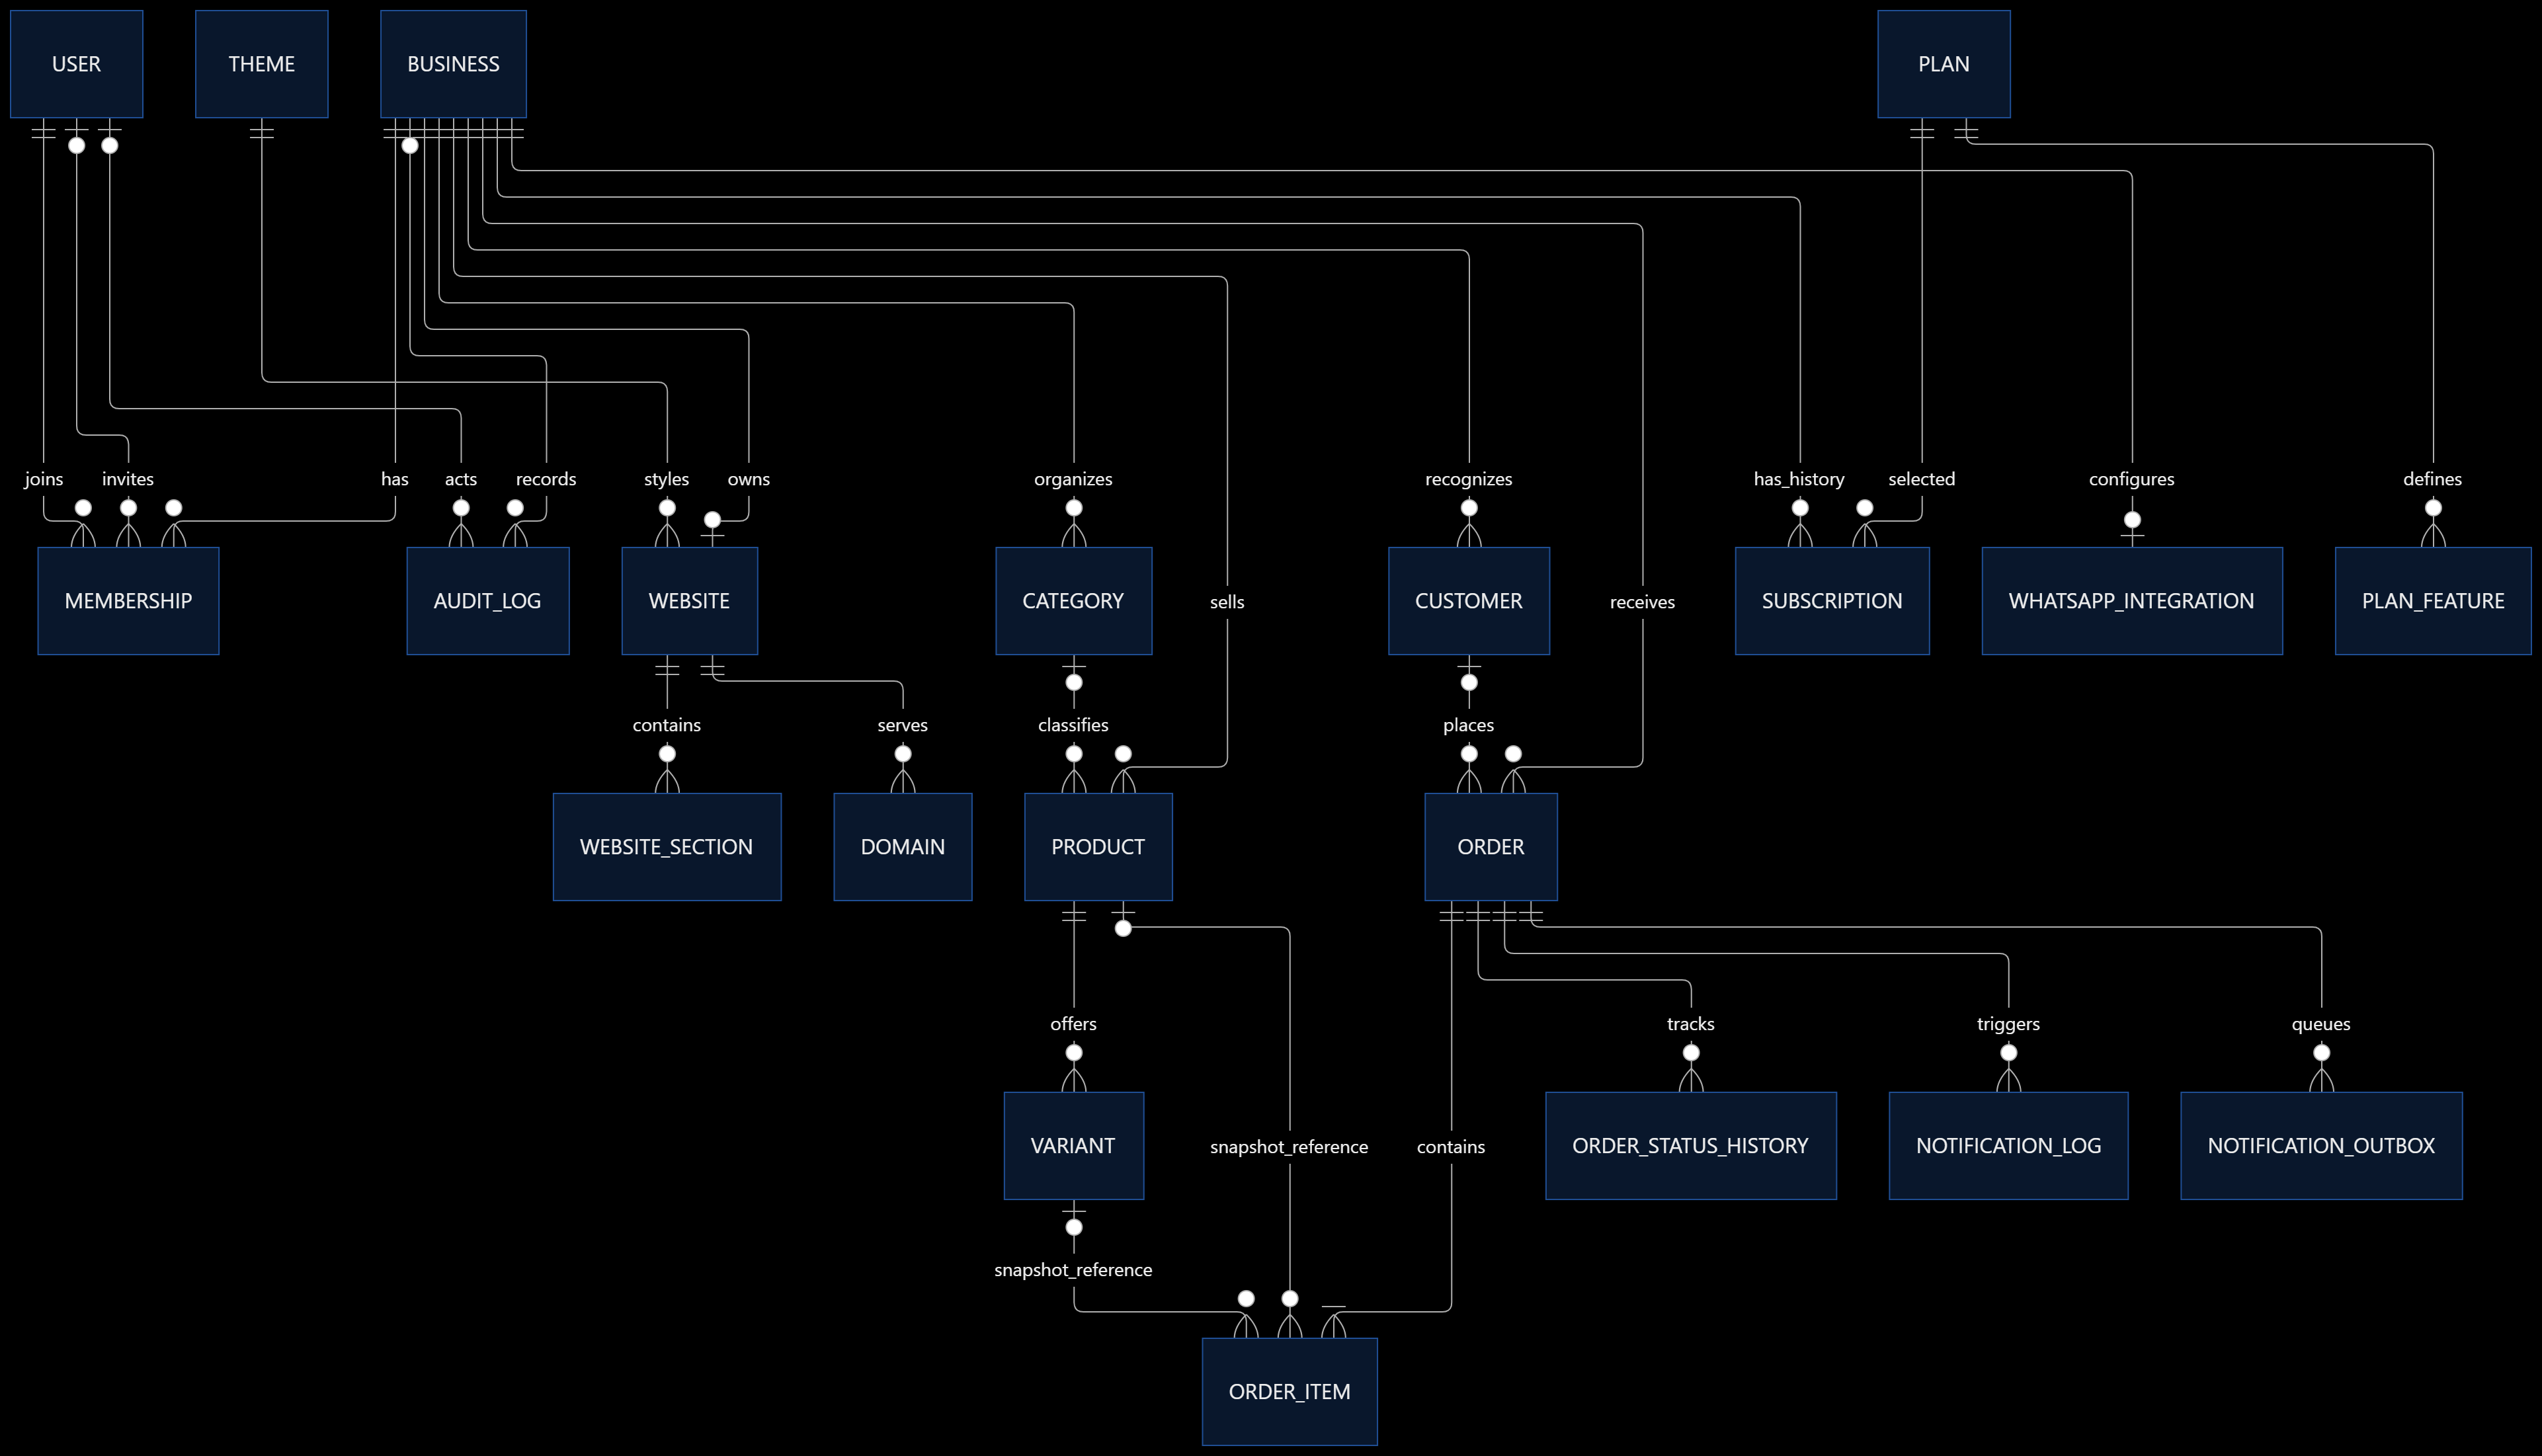 USER
THEME
BUSINESS
PLAN
joins
invites
has
acts
records
styles
owns
organizes
recognizes
has_history
selected
configures
defines
MEMBERSHIP
AUDIT_LOG
WEBSITE
CATEGORY
sells
CUSTOMER
receives
SUBSCRIPTION
WHATSAPP_INTEGRATION
PLAN_FEATURE
contains
serves
classifies
places
WEBSITE_SECTION
DOMAIN
PRODUCT
ORDER
offers
tracks
triggers
queues
VARIANT
snapshot_reference
contains
ORDER_STATUS_HISTORY
NOTIFICATION_LOG
NOTIFICATION_OUTBOX
snapshot_reference
ORDER_ITEM